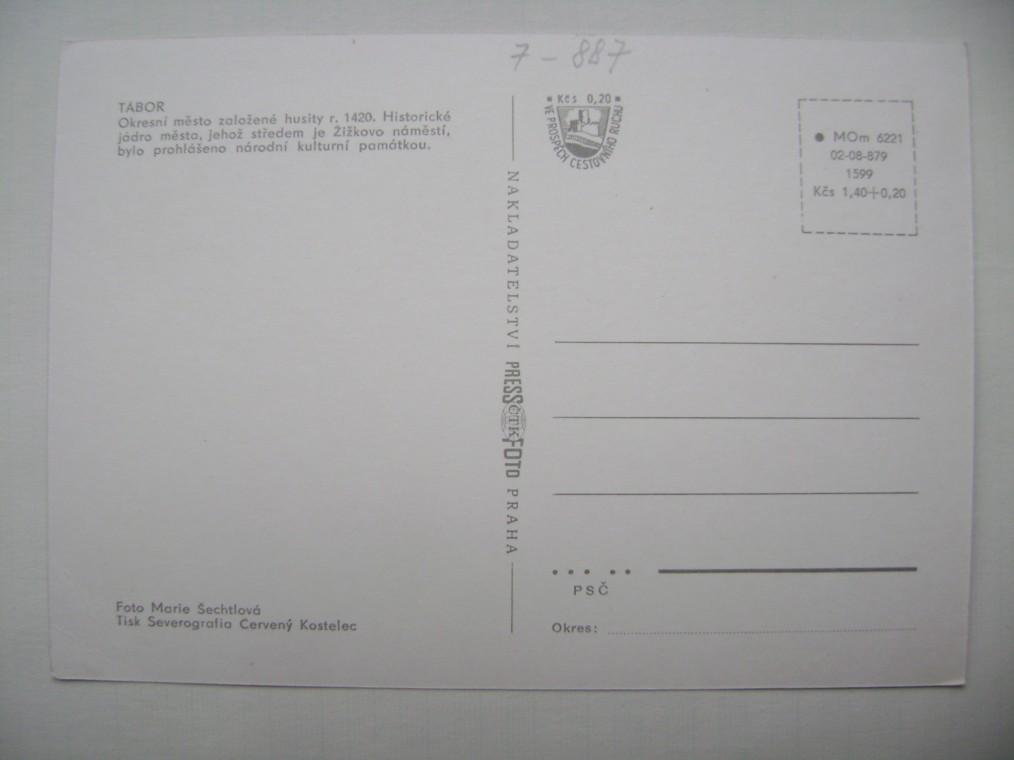 7 - 887
TÁBOR
Okresní město založené husity r. 1420. Historické
jádro města, jehož středem je Žižkovo náměstí,
bylo prohlášeno národní kulturní památkou.
Foto Marie Šechtlová
Tisk Severografia Červený Kostelec
NAKLADATELSTVÍ PRESSFOTO PRAHA
ČTK
Kčs 0,20
VE PROSPĚCH CESTOVNÍHO RUCHU
MOm 6221
02-08-879
1599
Kčs 1,40+0,20
PSČ
Okres: